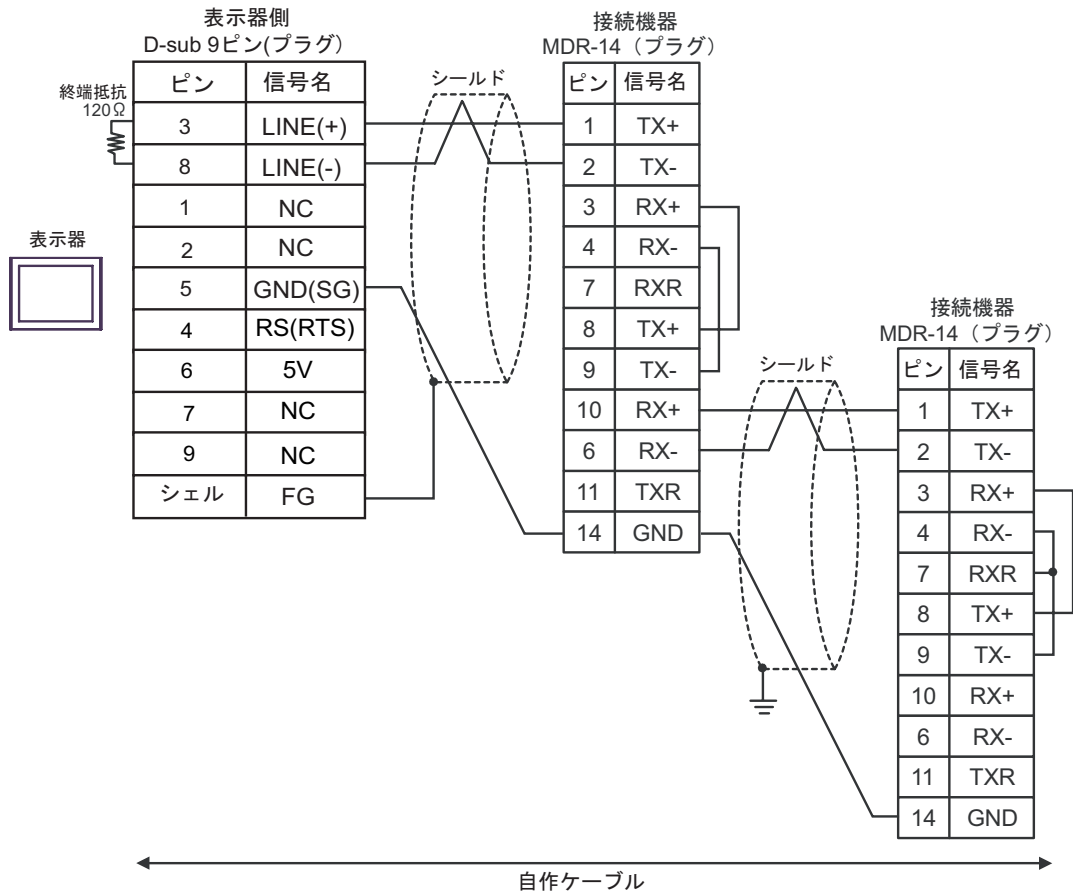 表示器側
D-sub 9ピン(プラグ)
ピン 信号名
3 LINE(+)
8 LINE(-)
1 NC
2 NC
5 GND(SG)
4 RS(RTS)
6 5V
7 NC
9 NC
シェル FG
終端抵抗
120Ω
表示器
シールド
接続機器
MDR-14（プラグ）
ピン 信号名
1 TX+
2 TX-
3 RX+
4 RX-
7 RXR
8 TX+
9 TX-
10 RX+
6 RX-
11 TXR
14 GND
シールド
接続機器
MDR-14（プラグ）
ピン 信号名
1 TX+
2 TX-
3 RX+
4 RX-
7 RXR
8 TX+
9 TX-
10 RX+
6 RX-
11 TXR
14 GND
自作ケーブル